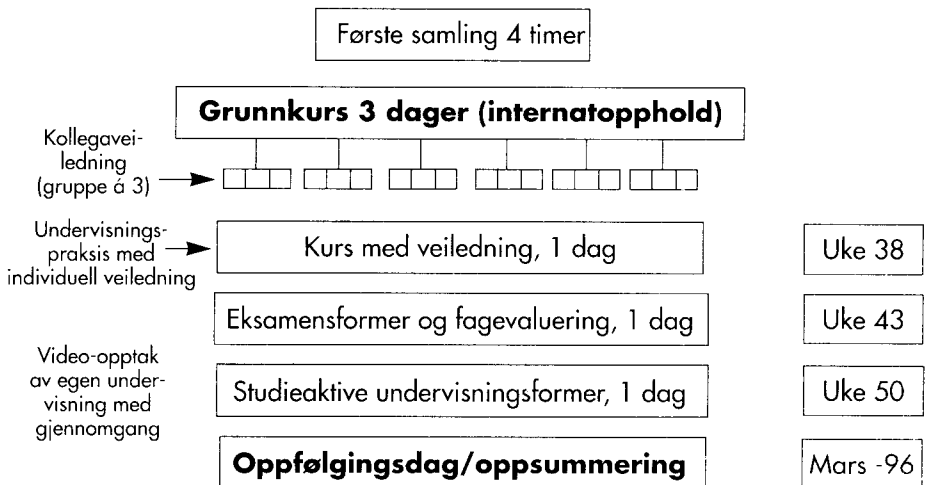 Første samling 4 timer
Grunnkurs 3 dager (internatopphold)
Kollegavei-
ledning
(gruppe á 3)
Undervisnings-
praksis med
individuell veiledning
Kurs med veiledning, 1 dag
Uke 38
Eksamensformer og fagevaluering, 1 dag
Uke 43
Video-opptak
av egen under-
visning med
gjennomgang
Studieaktive undervisningsformer, 1 dag
Uke 50
Oppfølgingsdag/oppsummering
Mars -96